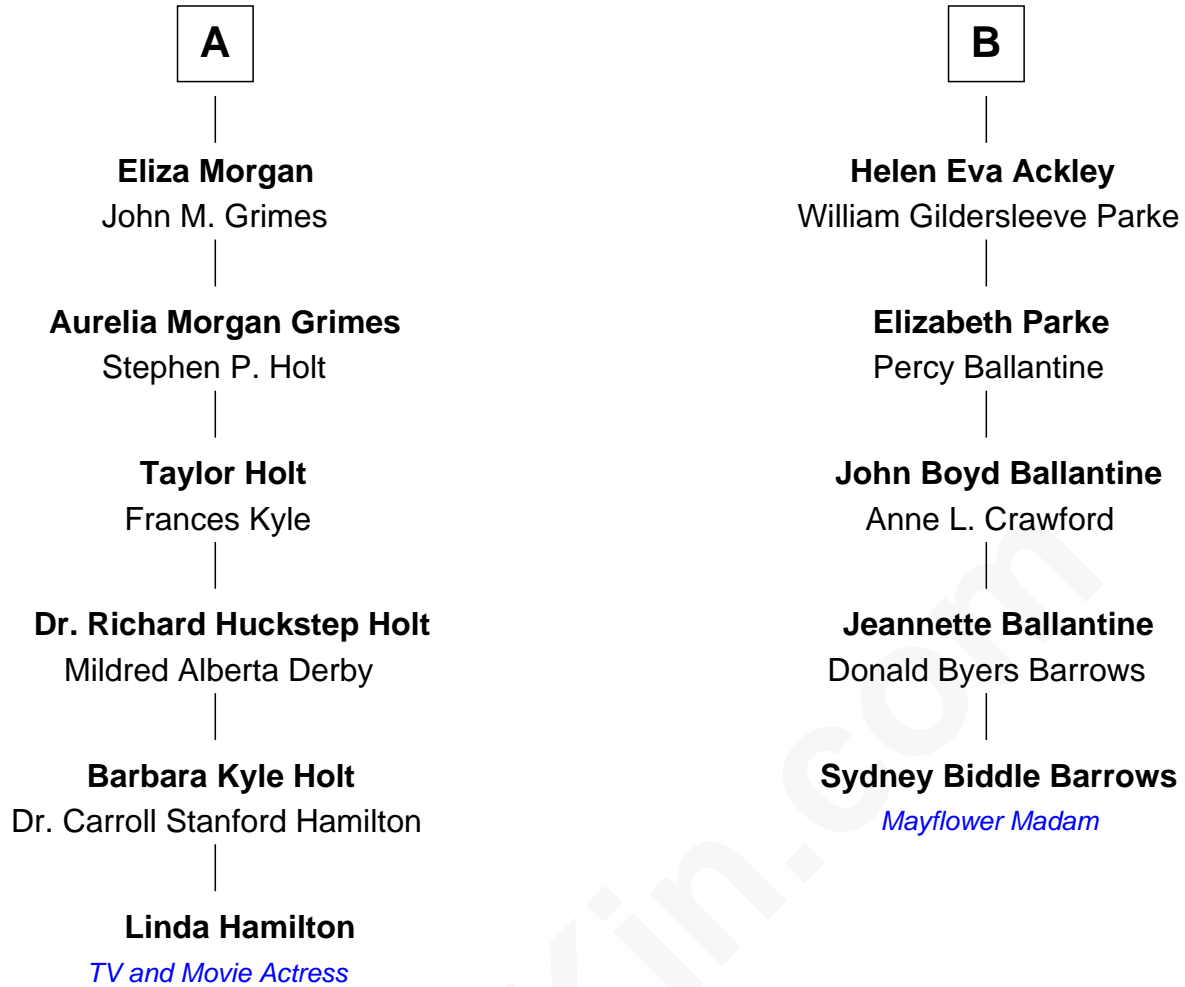 A
Eliza Morgan
John M. Grimes
Aurelia Morgan Grimes
Stephen P. Holt
Taylor Holt
Frances Kyle
Dr. Richard Huckstep Holt
Mildred Alberta Derby
Barbara Kyle Holt
Dr. Carroll Stanford Hamilton
Linda Hamilton
TV and Movie Actress
B
Helen Eva Ackley
William Gildersleeve Parke
Elizabeth Parke
Percy Ballantine
John Boyd Ballantine
Anne L. Crawford
Jeannette Ballantine
Donald Byers Barrows
Sydney Biddle Barrows
Mayflower Madam